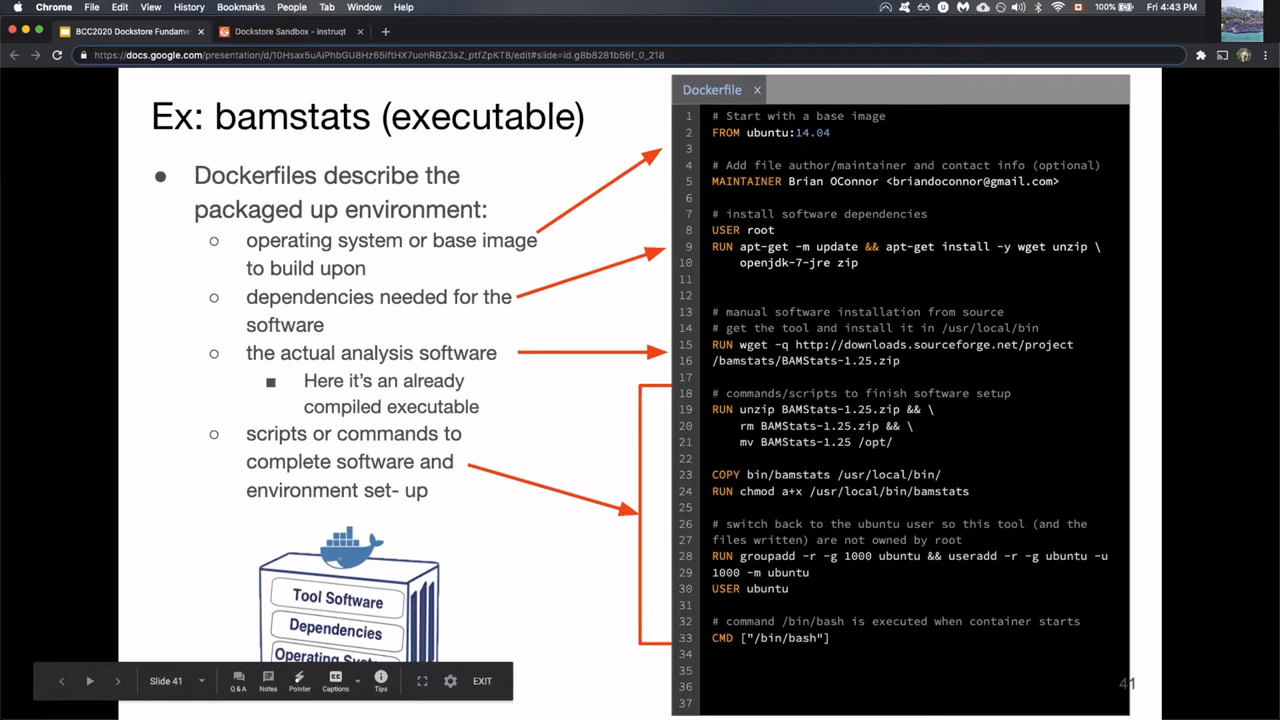 Chrome File Edit View History Bookmarks People Tab Window Help 100% Fri 4:43 PM
BCC2020 Dockstore Fundame × Dockstore Sandbox - instruqt × +
https://docs.google.com/presentation/d/10Hsax5uAiPhbGU8Hz65iftHX7uohRBZ3sZ_ptfZpKT8/edit#slide=id.g8b8281b56f_0_218
Ex: bamstats (executable)
● Dockerfiles describe the
packaged up environment:
○ operating system or base image
to build upon
○ dependencies needed for the
software
○ the actual analysis software
■ Here it's an already
compiled executable
○ scripts or commands to
complete software and
environment set- up
Tool Software
Dependencies
Operating Syste
Dockerfile x
1 # Start with a base image
2 FROM ubuntu:14.04
3
4 # Add file author/maintainer and contact info (optional)
5 MAINTAINER Brian OConnor <briandoconnor@gmail.com>
6
7 # install software dependencies
8 USER root
9 RUN apt-get -m update && apt-get install -y wget unzip \
10 openjdk-7-jre zip
11
12
13 # manual software installation from source
14 # get the tool and install it in /usr/local/bin
15 RUN wget -q http://downloads.sourceforge.net/project
16 /bamstats/BAMStats-1.25.zip
17
18 # commands/scripts to finish software setup
19 RUN unzip BAMStats-1.25.zip && \
20 rm BAMStats-1.25.zip && \
21 mv BAMStats-1.25 /opt/
22
23 COPY bin/bamstats /usr/local/bin/
24 RUN chmod a+x /usr/local/bin/bamstats
25
26 # switch back to the ubuntu user so this tool (and the
27 files written) are not owned by root
28 RUN groupadd -r -g 1000 ubuntu && useradd -r -g ubuntu -u
29 1000 -m ubuntu
30 USER ubuntu
31
32 # command /bin/bash is executed when container starts
33 CMD ["/bin/bash"]
34
35
36
37
41
Slide 41 Q & A Notes Pointer Captions Tips EXIT